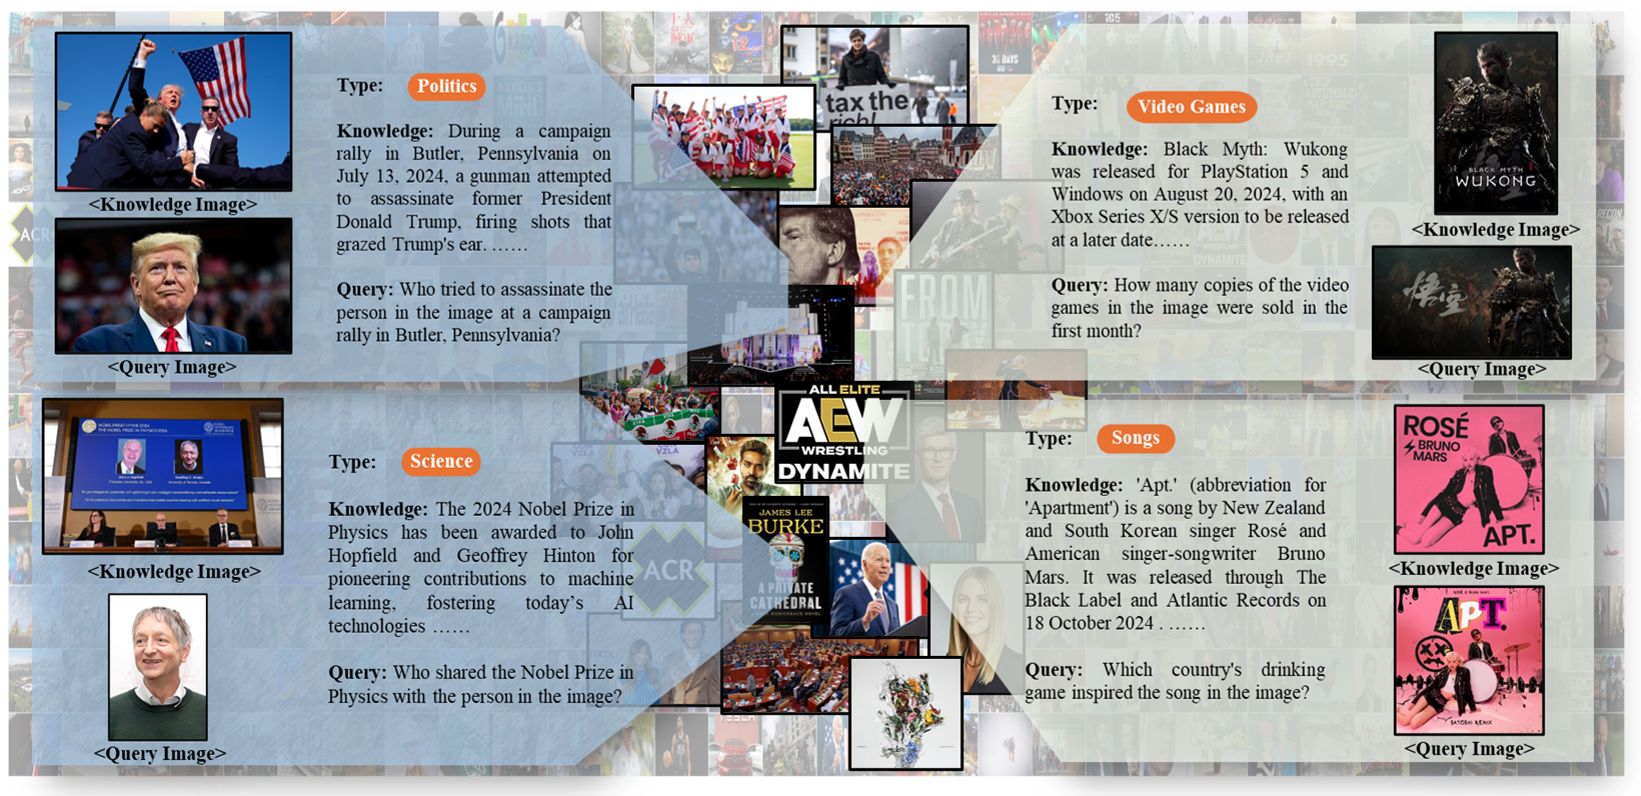 Type: Politics
Knowledge: During a campaign
rally in Butler, Pennsylvania on
July 13, 2024, a gunman attempted
to assassinate former President
Donald Trump, firing shots that
grazed Trump's ear. ……
Query: Who tried to assassinate the
person in the image at a campaign
rally in Butler, Pennsylvania?
<Knowledge Image>
<Query Image>
Type: Science
Knowledge: The 2024 Nobel Prize in
Physics has been awarded to John
Hopfield and Geoffrey Hinton for
pioneering contributions to machine
learning, fostering today’s AI
technologies ……
Query: Who shared the Nobel Prize in
Physics with the person in the image?
<Knowledge Image>
<Query Image>
tax the
rich!
FROM
ALL ELITE
AEW
WRESTLING
DYNAMITE
JAMES LEE
BURKE
A PRIVATE
CATHEDRAL
ACR
Type: Video Games
Knowledge: Black Myth: Wukong
was released for PlayStation 5 and
Windows on August 20, 2024, with an
Xbox Series X/S version to be released
at a later date……
Query: How many copies of the video
games in the image were sold in the
first month?
BLACK MYTH
WUKONG
<Knowledge Image>
悟空
<Query Image>
Type: Songs
Knowledge: 'Apt.' (abbreviation for
'Apartment') is a song by New Zealand
and South Korean singer Rosé and
American singer-songwriter Bruno
Mars. It was released through The
Black Label and Atlantic Records on
18 October 2024 . ……
Query: Which country's drinking
game inspired the song in the image?
ROSÉ
BRUNO
MARS
APT.
<Knowledge Image>
APT.
<Query Image>